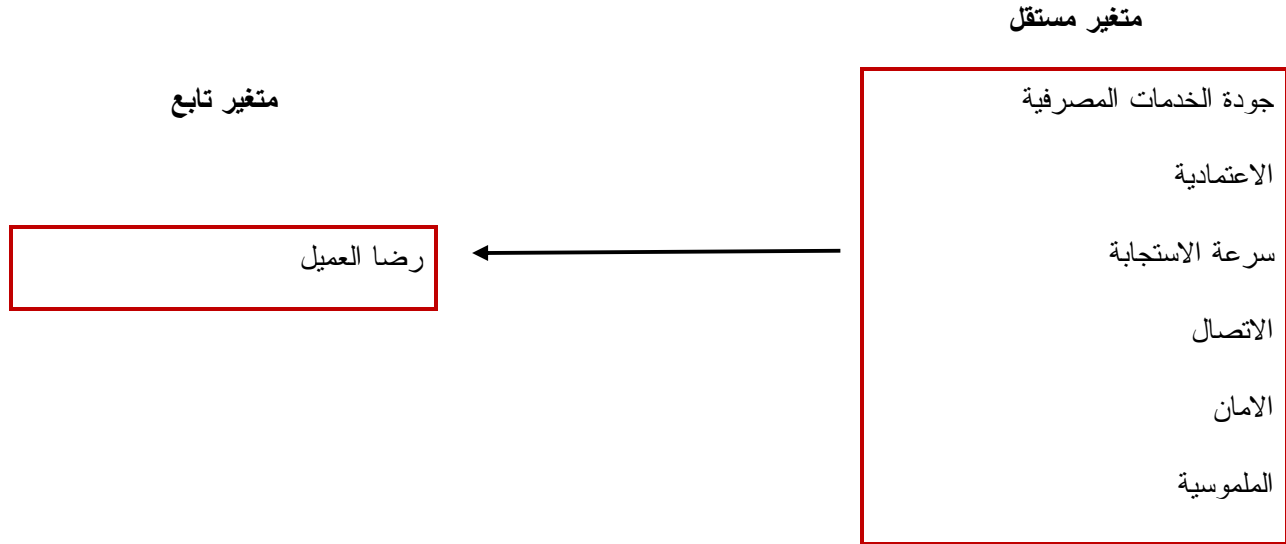 متغير مستقل
جودة الخدمات المصرفية
الاعتمادية
سرعة الاستجابة
الاتصال
الامان
الملموسية
متغير تابع
رضا العميل